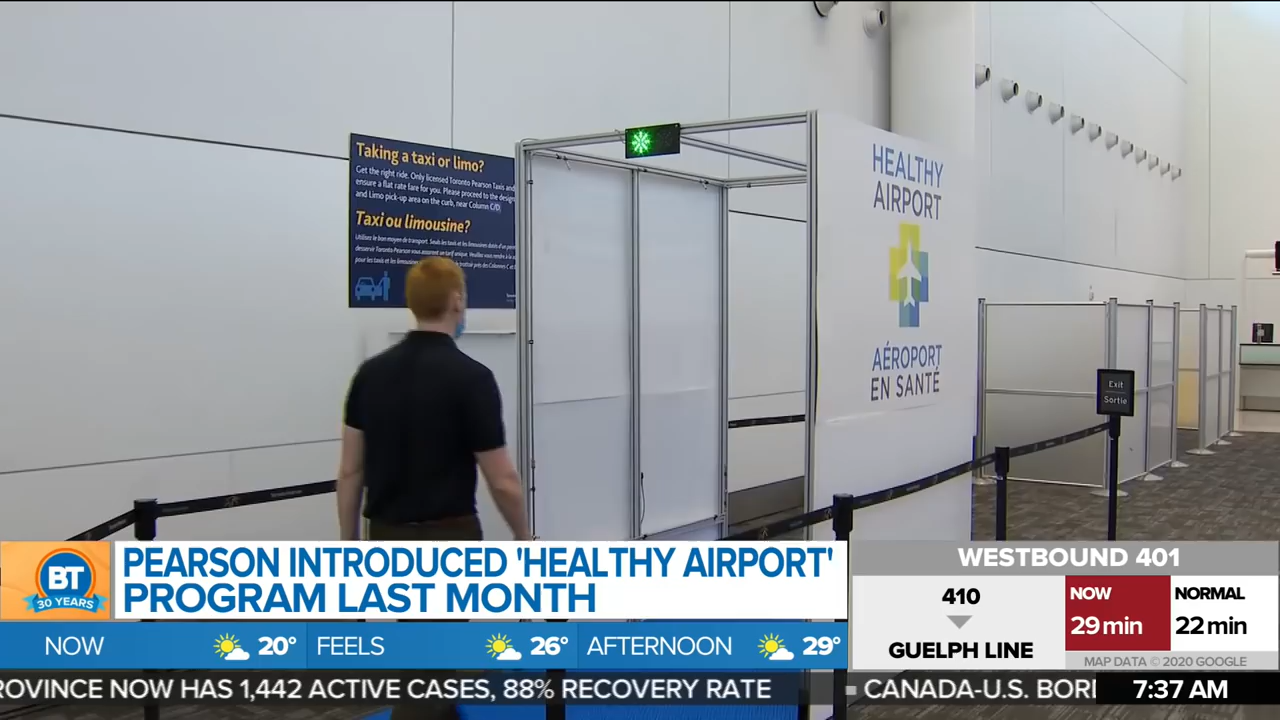 Taking a taxi or limo?
Get the right ride. Only licensed Toronto Pearson Taxis and
ensure a flat rate fare for you. Please proceed to the desig
and Limo pick-up area on the curb, near Column C/D.
Taxi ou limousine?
HEALTHY
AIRPORT
AÉROPORT
EN SANTÉ
Exit
Sortie
BT
30 YEARS
PEARSON INTRODUCED 'HEALTHY AIRPORT'
PROGRAM LAST MONTH
WESTBOUND 401
410
GUELPH LINE
NOW
29 min
NORMAL
22 min
MAP DATA © 2020 GOOGLE
NOW 20° FEELS 26° AFTERNOON 29°
ROVINCE NOW HAS 1,442 ACTIVE CASES, 88% RECOVERY RATE CANADA-U.S. BOR
7:37 AM